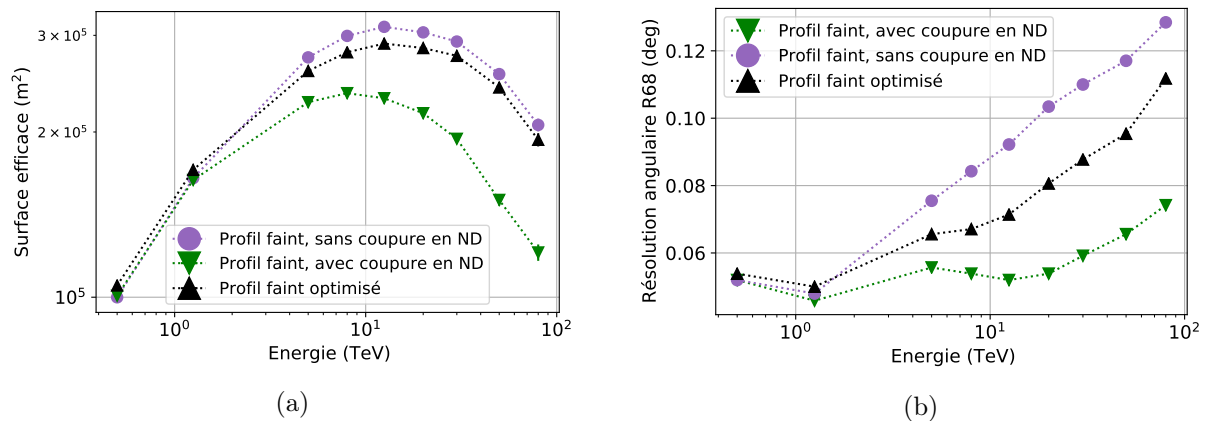 3 × 10⁵
2 × 10⁵
10⁵
Surface efficace (m²)
Profil faint, sans coupure en ND
Profil faint, avec coupure en ND
Profil faint optimisé
10⁰
10¹
10²
Energie (TeV)
(a)
0.12
0.10
0.08
0.06
Résolution angulaire R68 (deg)
Profil faint, avec coupure en ND
Profil faint, sans coupure en ND
Profil faint optimisé
10⁰
10¹
10²
Energie (TeV)
(b)